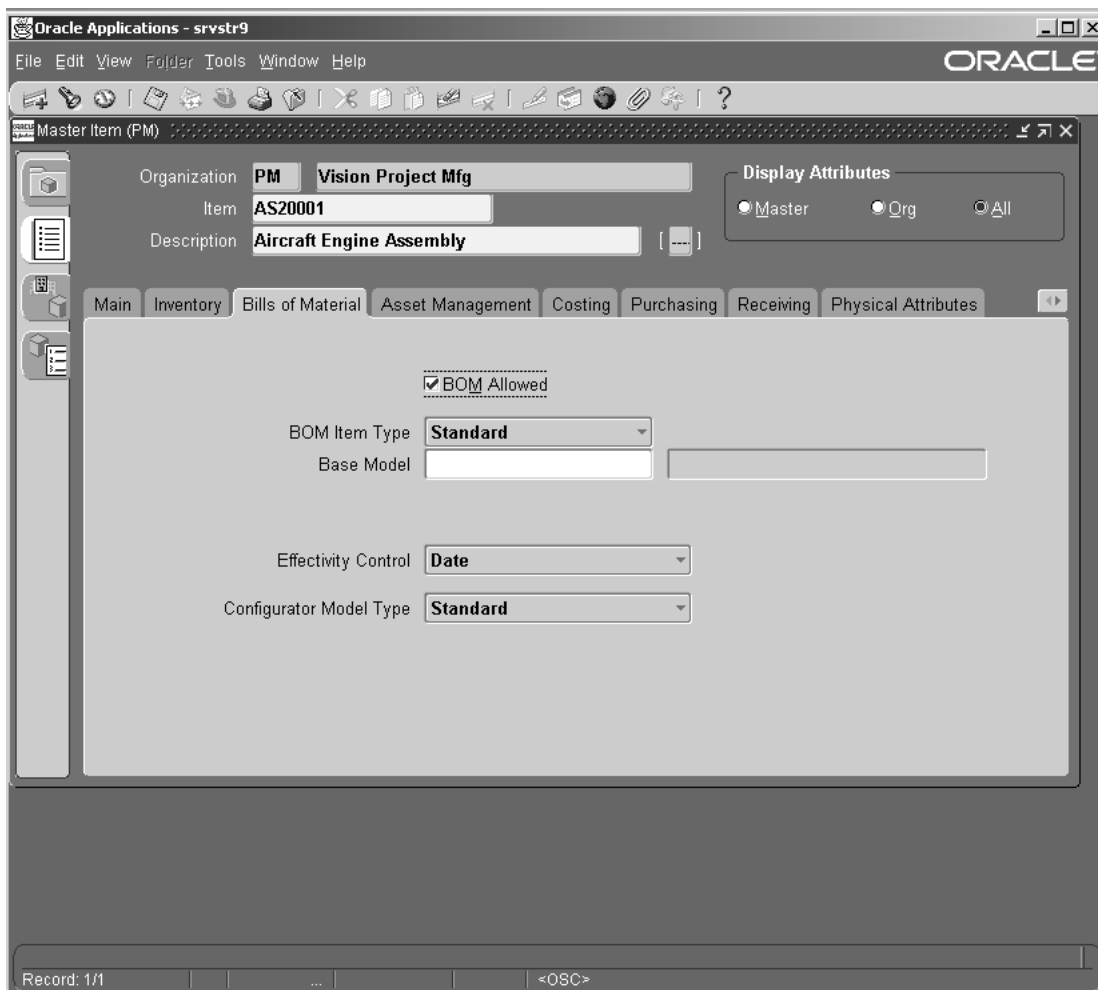 Oracle Applications - srvstr9
File Edit View Folder Tools Window Help
ORACLE
Master Item (PM)
Organization PM Vision Project Mfg
Display Attributes
Item AS20001
Master Org All
Description Aircraft Engine Assembly [ ---- ]
Main Inventory Bills of Material Asset Management Costing Purchasing Receiving Physical Attributes
BOM Allowed
BOM Item Type Standard
Base Model
Effectivity Control Date
Configurator Model Type Standard
Record: 1/1 ... <OSC>